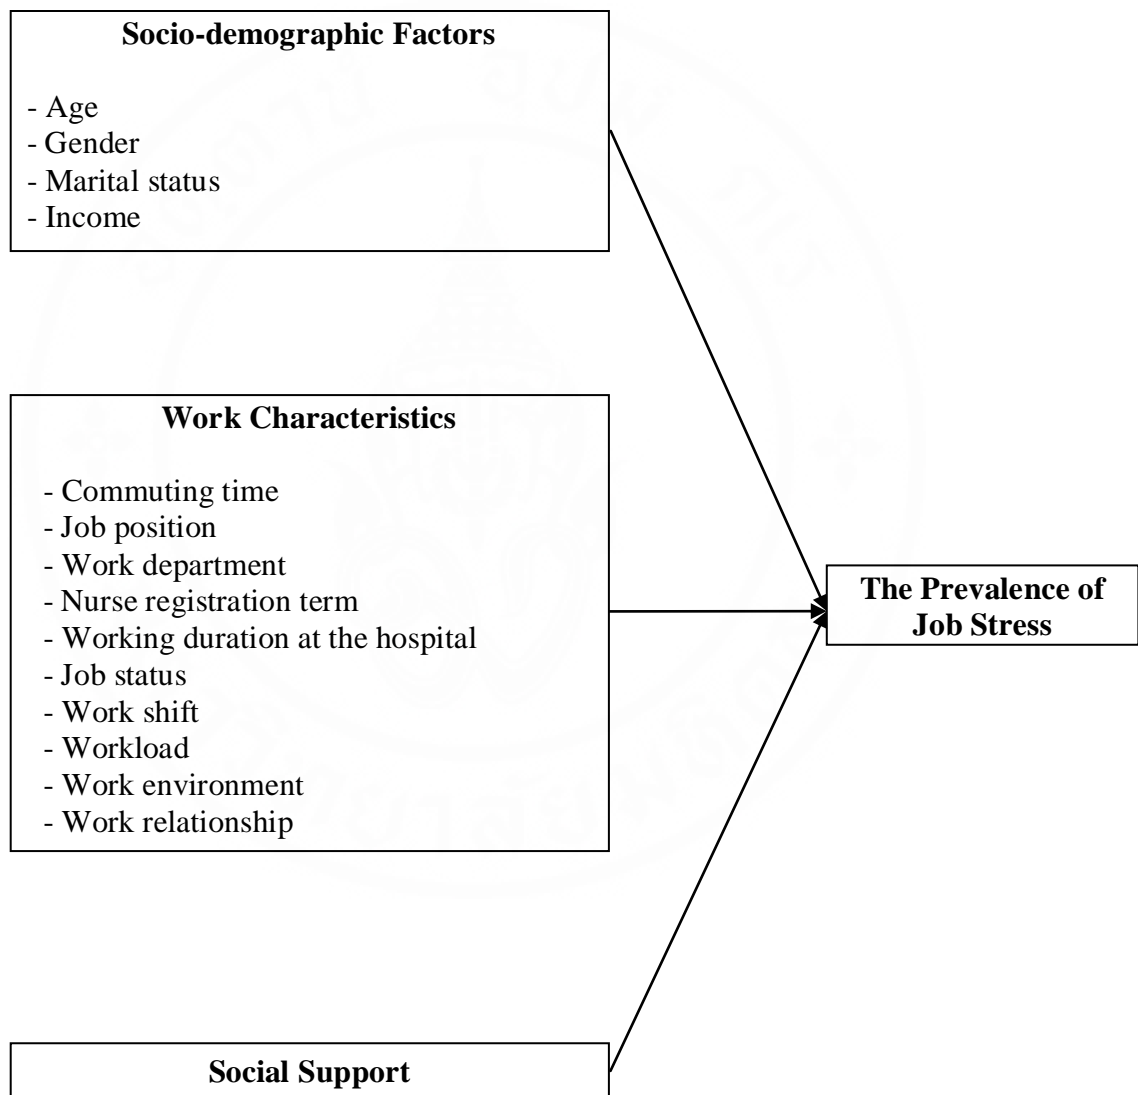 Socio-demographic Factors
- Age
- Gender
- Marital status
- Income
Work Characteristics
- Commuting time
- Job position
- Work department
- Nurse registration term
- Working duration at the hospital
- Job status
- Work shift
- Workload
- Work environment
- Work relationship
The Prevalence of
Job Stress
Social Support